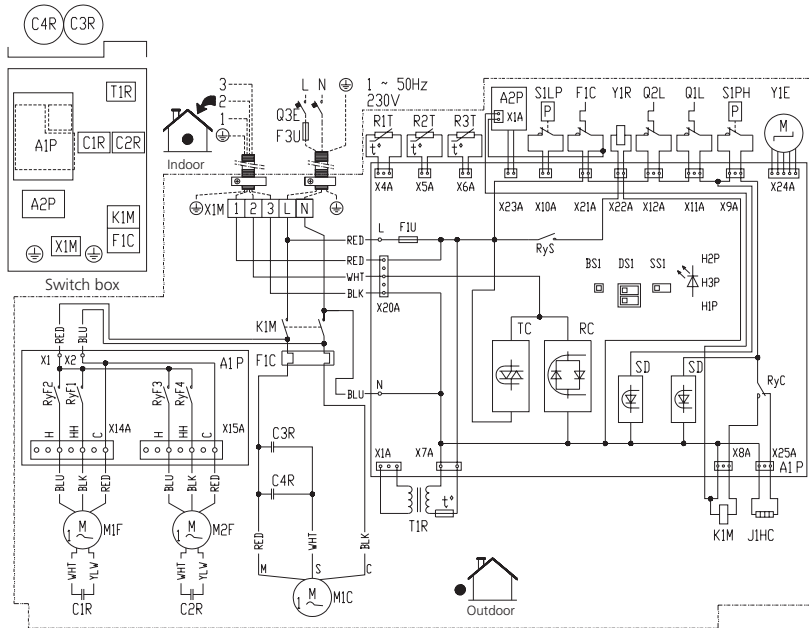 C4R C3R
T1R
A1P
C1R C2R
A2P
K1M
F1C
X1M
Switch box
Indoor
3
2
1
L N
Q3E
F3U
1 ~ 50Hz
230V
X1M 1 2 3 L N
R1T R2T R3T
t° t° t°
X4A X5A X6A
A2P
X1A
S1LP F1C Y1R Q2L Q1L S1PH Y1E
P P M
X23A X10A X21A X22A X12A X11A X9A X24A
RED L F1U
RyS
RED
WHT
BLK
X20A
BS1 DS1 SS1
H2P
H3P
H1P
TC RC
SD SD
RyC
K1M
F1C
BLU N
RED BLU
X1 X2 A1P
RyF2 RyF1 RyF3 RyF4
H HH C X14A
H HH C X15A
BLU BLK RED
BLU BLK RED
M 1 M1F
M 1 M2F
WHT YLW
WHT YLW
C1R C2R
C3R
C4R
RED WHT BLK
M S C
M 1 M1C
X1A X7A
T1R t°
X8A X25A
A1P
K1M J1HC
Outdoor